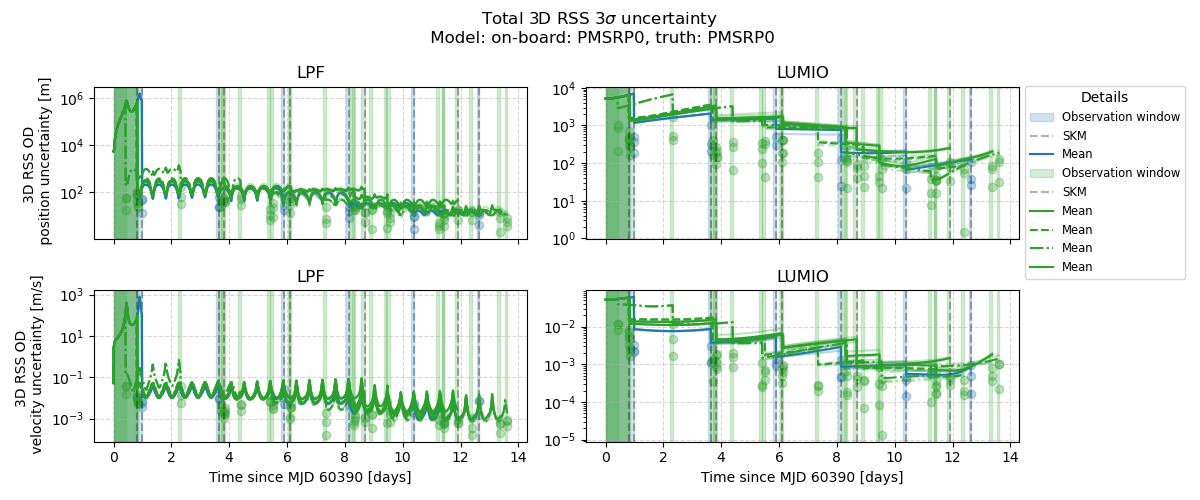 Total 3D RSS 3σ uncertainty
Model: on-board: PMSRP0, truth: PMSRP0
LPF
LUMIO
3D RSS OD
position uncertainty [m]
10^6
10^4
10^2
10^4
10^3
10^2
10^1
10^0
Details
Observation window
SKM
Mean
Observation window
SKM
Mean
Mean
Mean
Mean
LPF
LUMIO
3D RSS OD
velocity uncertainty [m/s]
10^3
10^1
10^−1
10^−3
10^−2
10^−3
10^−4
10^−5
0 2 4 6 8 10 12 14
0 2 4 6 8 10 12 14
Time since MJD 60390 [days]
Time since MJD 60390 [days]